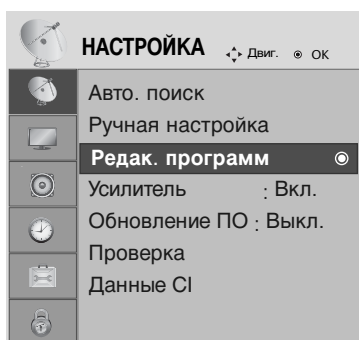 НАСТРОЙКА Двиг. OK
Авто. поиск
Ручная настройка
Редак. программ
Усилитель : Вкл.
Обновление ПО : Выкл.
Проверка
Данные CI